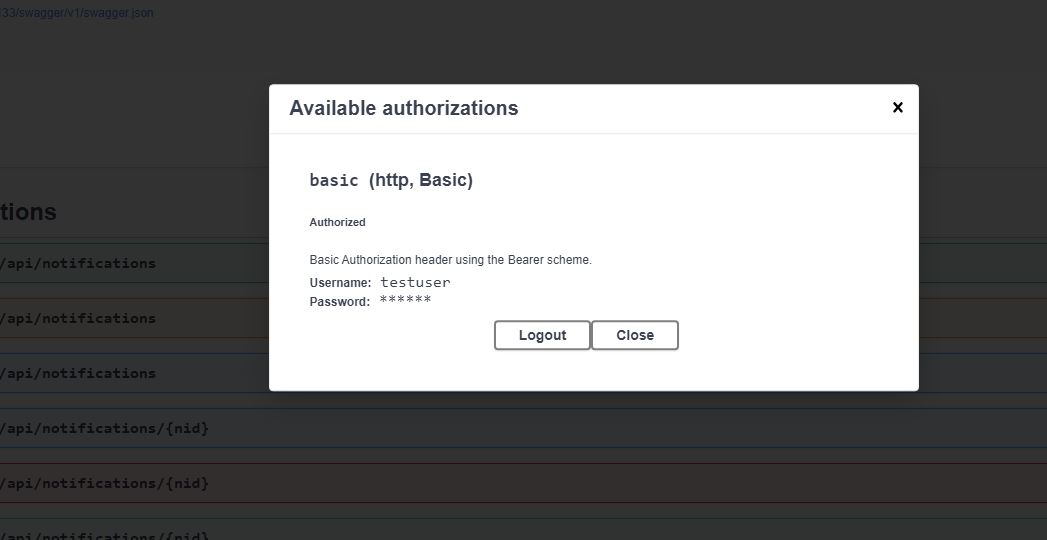 133/swagger/v1/swagger.json
Available authorizations
×
basic (http, Basic)
Authorized
Basic Authorization header using the Bearer scheme.
Username: testuser
Password: ******
Logout Close
tions
/api/notifications
/api/notifications
/api/notifications
/api/notifications/{nid}
/api/notifications/{nid}
/api/notifications/{nid}